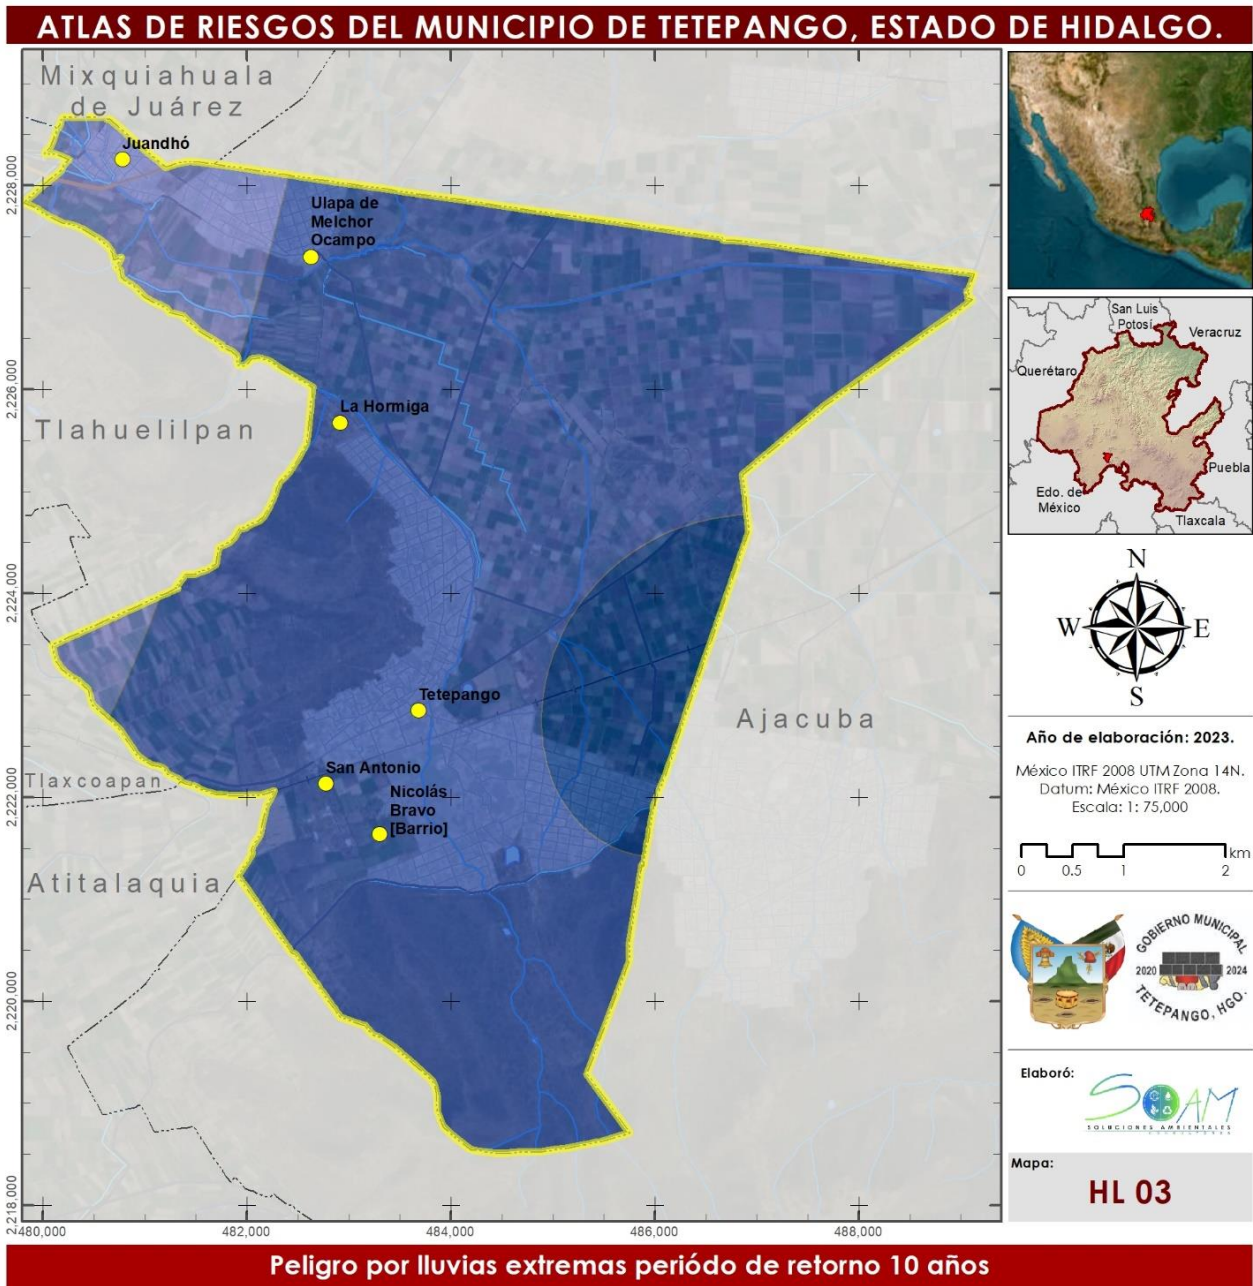 ATLAS DE RIESGOS DEL MUNICIPIO DE TETEPANGO, ESTADO DE HIDALGO.
Mixquiahuala
de Juárez
Juandhó
Ulapa de
Melchor
Ocampo
La Hormiga
Tlahuelilpan
Tetepango
Ajacuba
San Antonio
Tlaxcoapan
Nicolás
Bravo
[Barrio]
Atitalaquia
2,228,000
2,226,000
2,224,000
2,222,000
2,220,000
2,218,000
480,000
482,000
484,000
486,000
488,000
San Luis
Potosí
Veracruz
Querétaro
Puebla
Edo. de
México
Tlaxcala
N
W
E
S
Año de elaboración: 2023.
México ITRF 2008 UTM Zona 14N.
Datum: México ITRF 2008.
Escala: 1: 75,000
km
0 0.5 1 2
GOBIERNO MUNICIPAL
2020 2024
TETEPANGO, HGO.
Elaboró:
SOAM
SOLUCIONES AMBIENTALES
Mapa:
HL 03
Peligro por lluvias extremas periódo de retorno 10 años